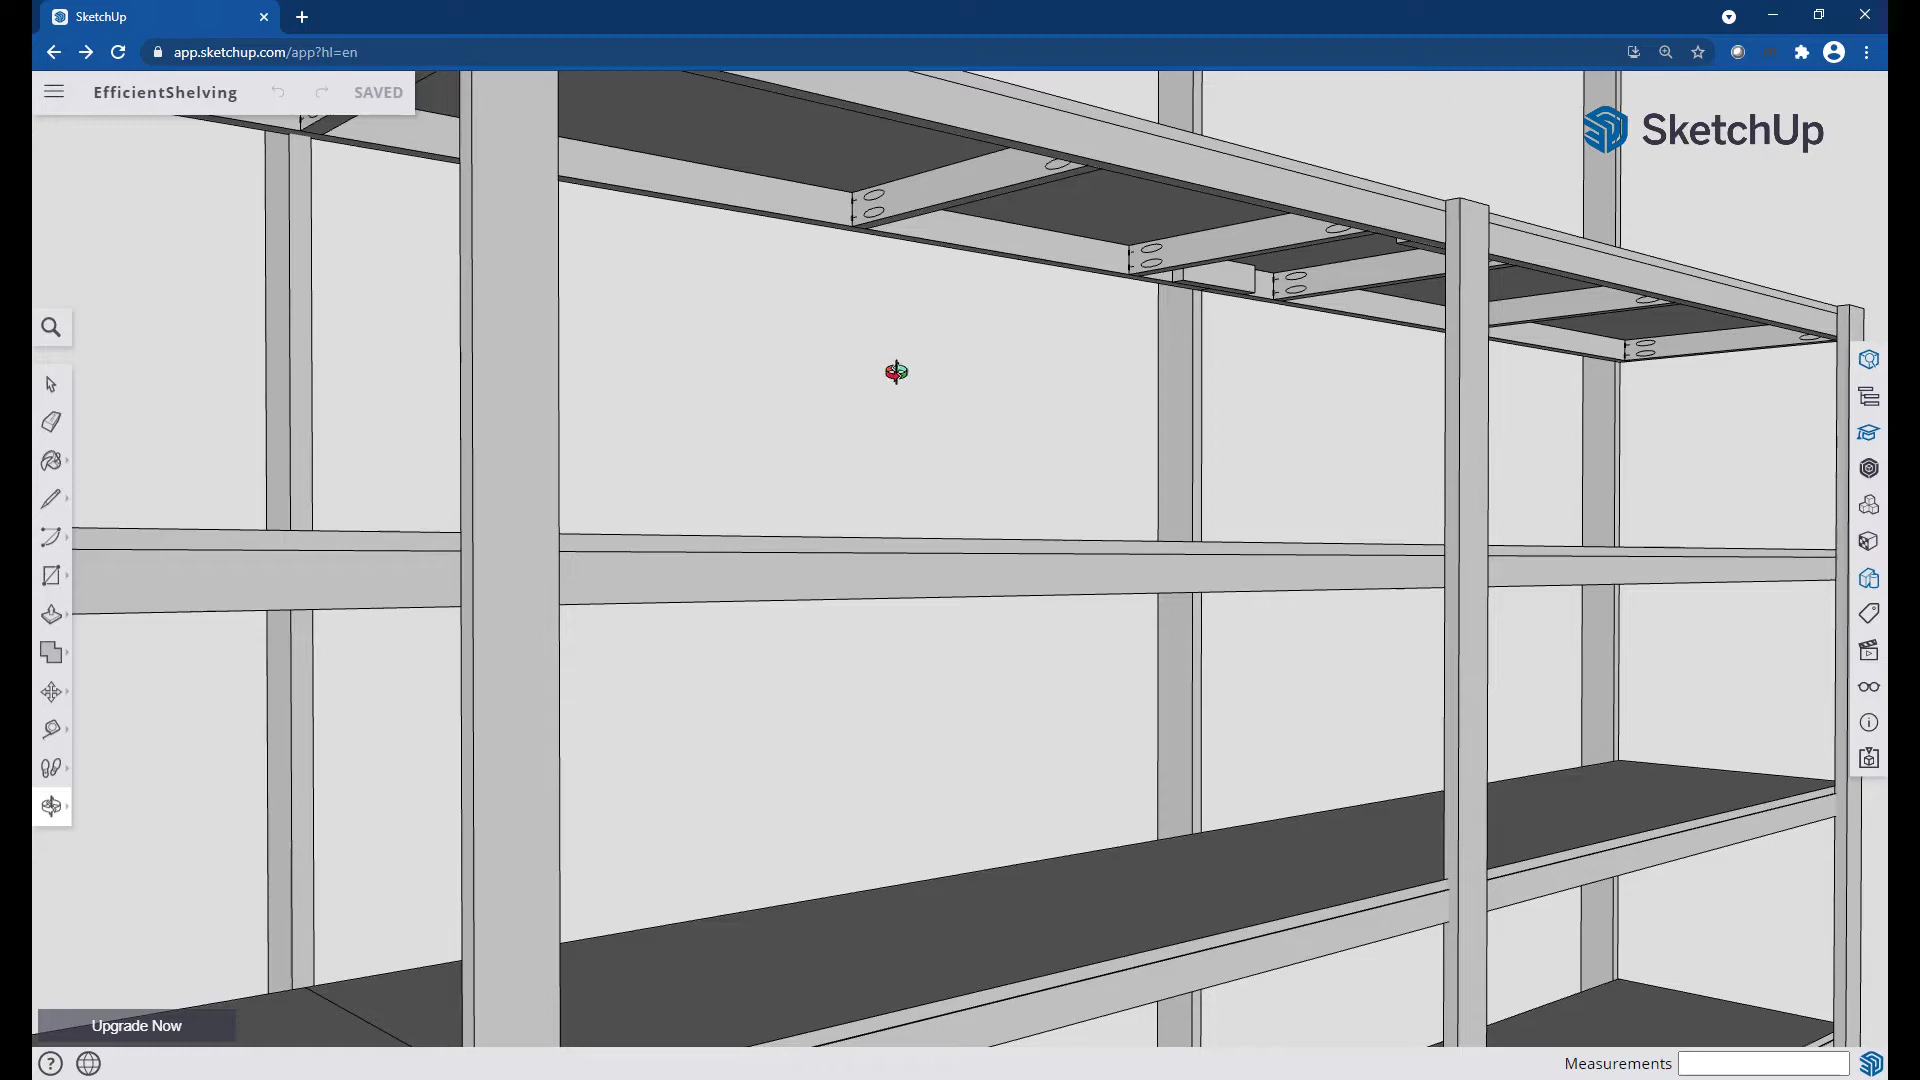 SketchUp
app.sketchup.com/app?hl=en
EfficientShelving
SAVED
SketchUp
Upgrade Now
?
Measurements